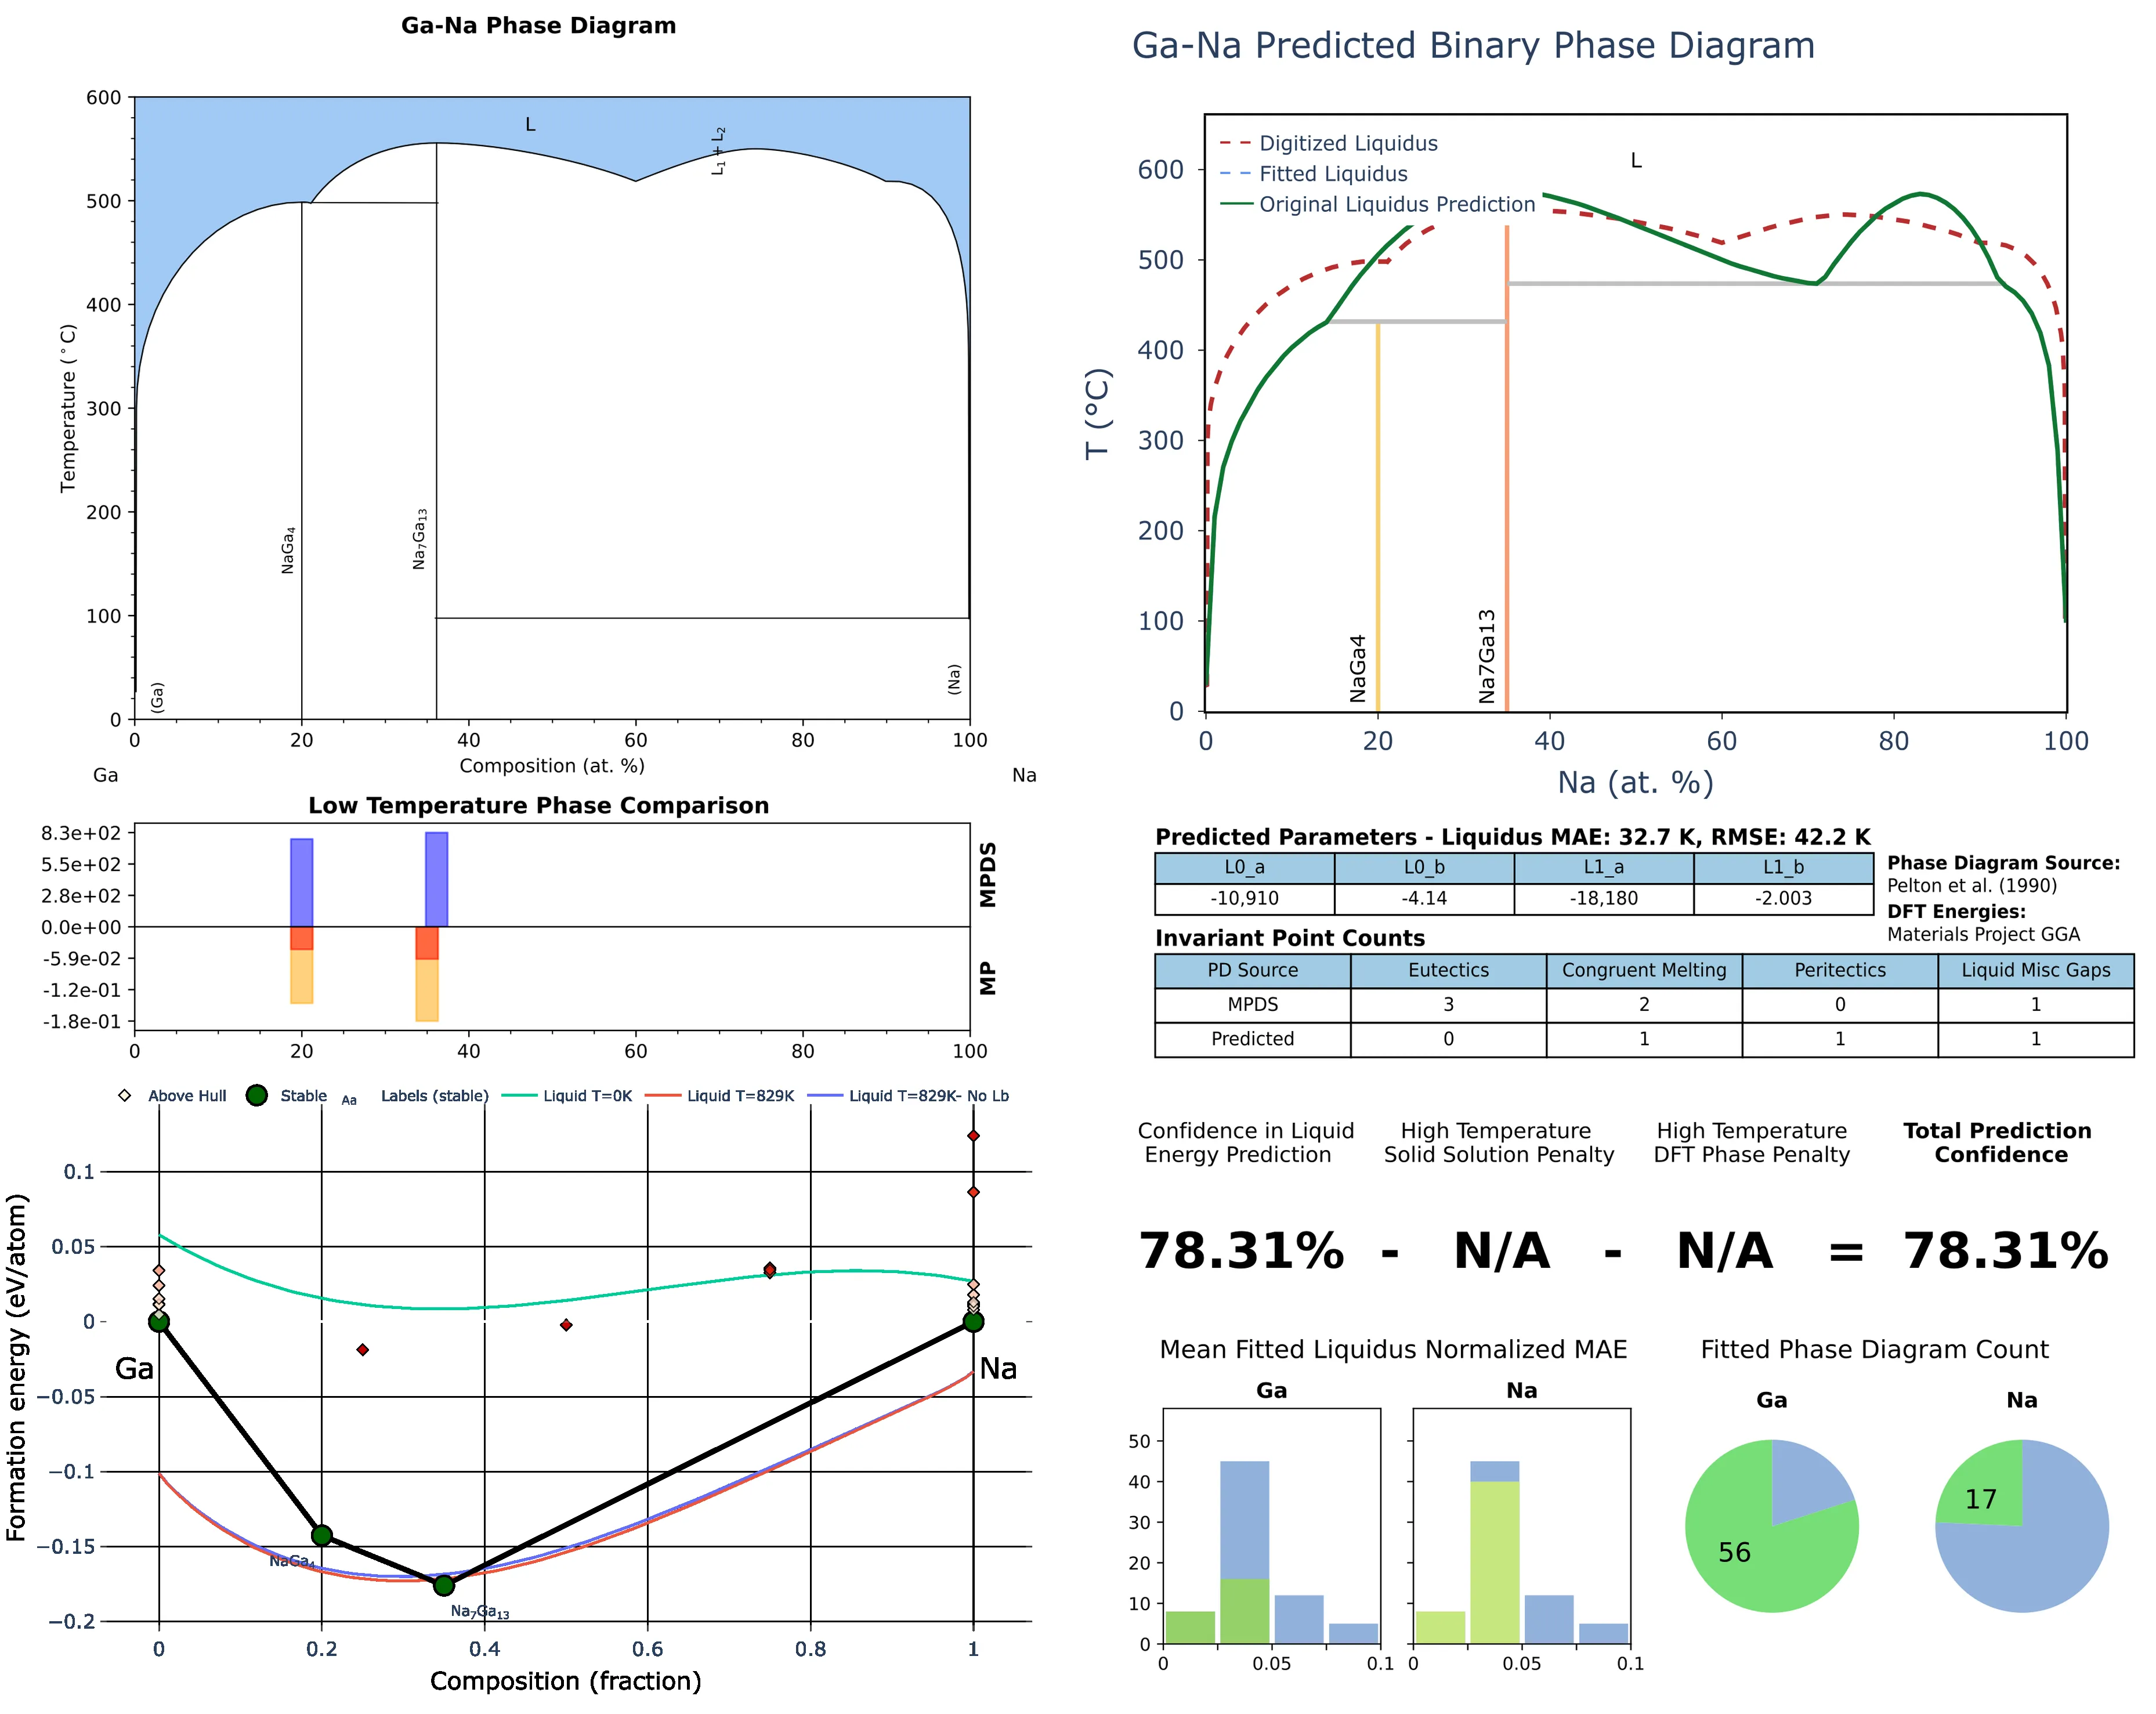 Ga-Na Phase Diagram
600
500
400
300
200
100
0
Temperature (°C)
L
L₁ + L₂
NaGa₄
Na₇Ga₁₃
(Ga)
(Na)
0 20 40 60 80 100
Composition (at. %)
Ga Na
Low Temperature Phase Comparison
8.3e+02
5.5e+02
2.8e+02
0.0e+00
-5.9e-02
-1.2e-01
-1.8e-01
MPDS
MP
0 20 40 60 80 100
Above Hull Stable Aa Labels (stable) Liquid T=0K Liquid T=829K Liquid T=829K- No Lb
0.1
0.05
0
−0.05
−0.1
−0.15
−0.2
Formation energy (eV/atom)
Ga
Na
NaGa₄
Na₇Ga₁₃
0 0.2 0.4 0.6 0.8 1
Composition (fraction)
Ga-Na Predicted Binary Phase Diagram
Digitized Liquidus
Fitted Liquidus
Original Liquidus Prediction
L
600
500
400
300
200
100
0
T (°C)
NaGa4
Na7Ga13
0 20 40 60 80 100
Na (at. %)
Predicted Parameters - Liquidus MAE: 32.7 K, RMSE: 42.2 K
L0_a L0_b L1_a L1_b
-10,910 -4.14 -18,180 -2.003
Phase Diagram Source:
Pelton et al. (1990)
DFT Energies:
Materials Project GGA
Invariant Point Counts
PD Source Eutectics Congruent Melting Peritectics Liquid Misc Gaps
MPDS 3 2 0 1
Predicted 0 1 1 1
Confidence in Liquid
Energy Prediction
High Temperature
Solid Solution Penalty
High Temperature
DFT Phase Penalty
Total Prediction
Confidence
78.31% - N/A - N/A = 78.31%
Mean Fitted Liquidus Normalized MAE
Ga
Na
50
40
30
20
10
0
0 0.05 0.1
0 0.05 0.1
Fitted Phase Diagram Count
Ga
Na
56
17